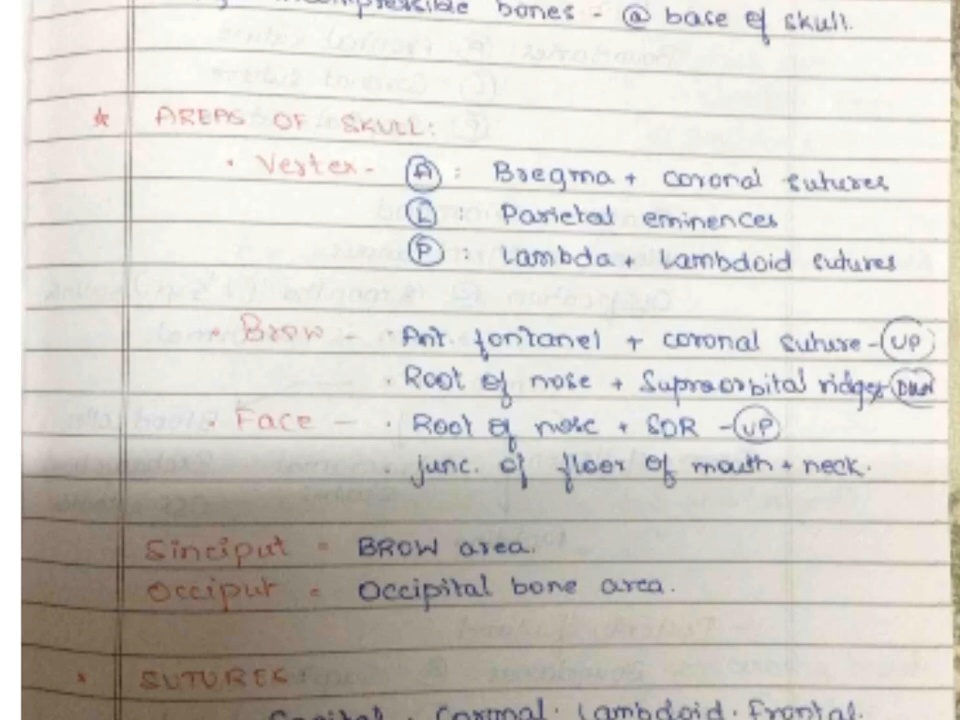 incompressible bones - @ base of skull.
* AREAS OF SKULL:
• Vertex - Ⓐ : Bregma + coronal sutures
Ⓛ : Parietal eminences
Ⓟ : Lambda + Lambdoid sutures
• Brow - • Ant. fontanel + coronal suture - UP
• Root of nose + Supraorbital ridges DWN
• Face - • Root of nose + SOR - UP
junc. of floor of mouth + neck.
Sinciput = BROW area.
Occiput = Occipital bone area.
* SUTURES
Coronal. Lambdoid. Frontal.